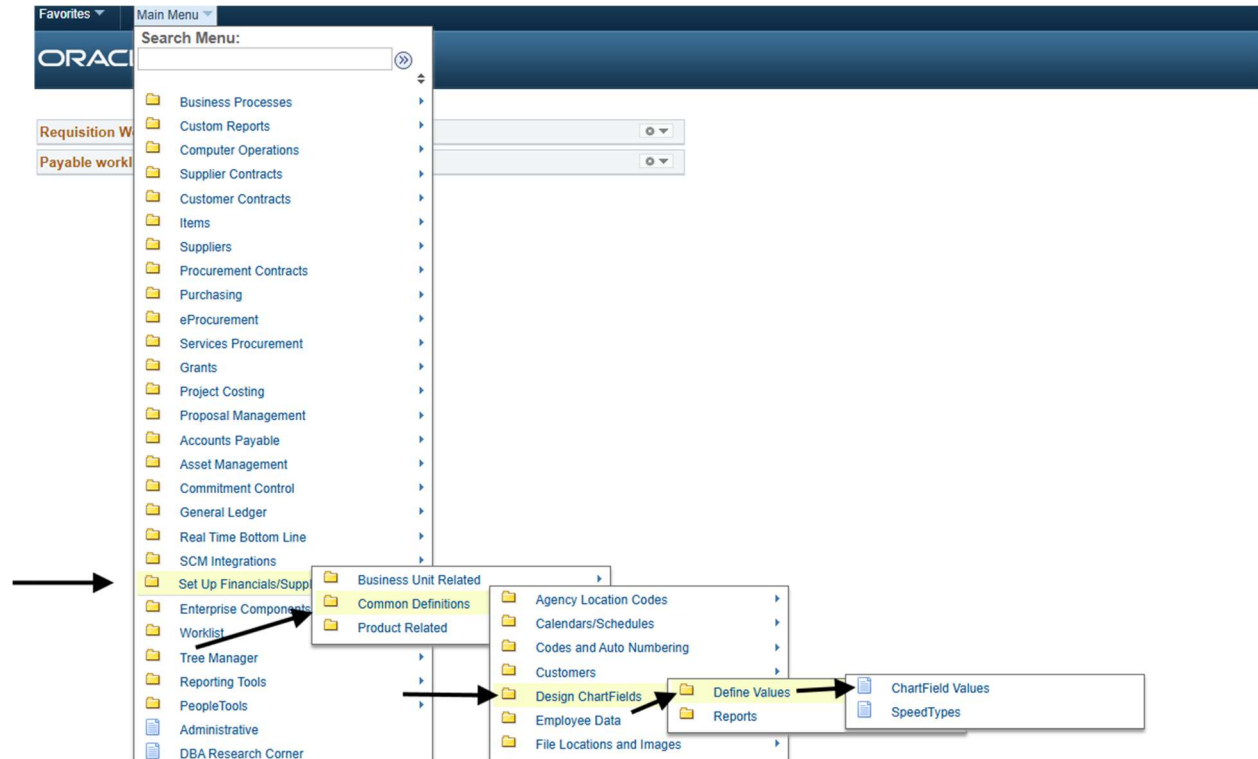 Favorites
Main Menu
Search Menu:
ORACL
Business Processes
Custom Reports
Requisition W
Computer Operations
Payable workl
Supplier Contracts
Customer Contracts
Items
Suppliers
Procurement Contracts
Purchasing
eProcurement
Services Procurement
Grants
Project Costing
Proposal Management
Accounts Payable
Asset Management
Commitment Control
General Ledger
Real Time Bottom Line
SCM Integrations
Set Up Financials/Suppl
Enterprise Components
Worklist
Tree Manager
Reporting Tools
PeopleTools
Administrative
DBA Research Corner
Business Unit Related
Common Definitions
Product Related
Agency Location Codes
Calendars/Schedules
Codes and Auto Numbering
Customers
Design ChartFields
Employee Data
File Locations and Images
Define Values
Reports
ChartField Values
SpeedTypes